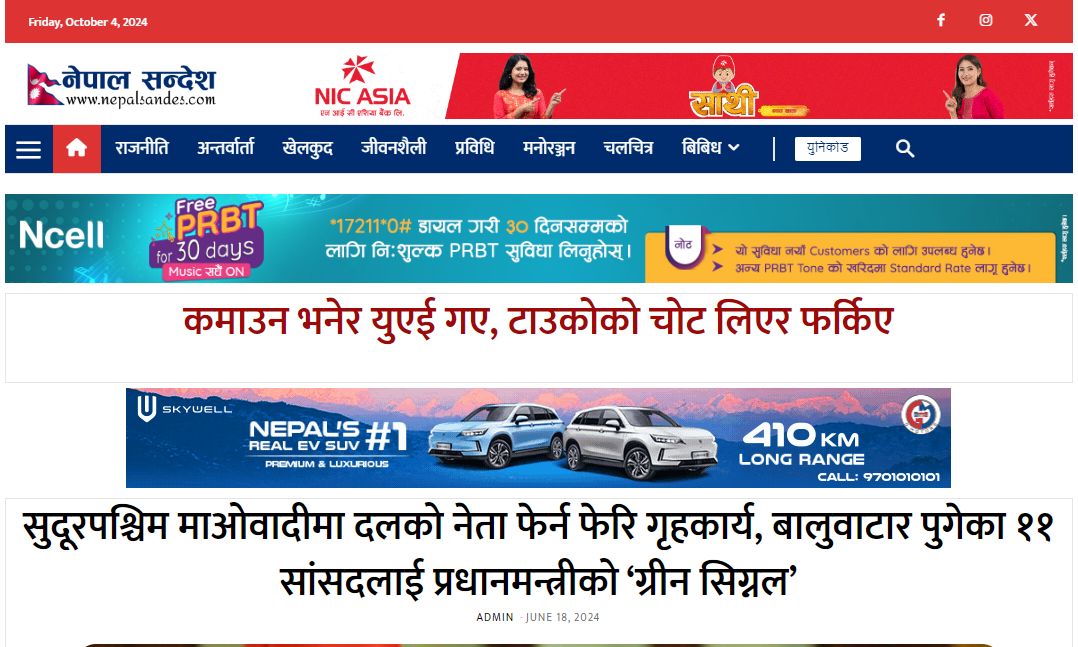 Friday, October 4, 2024
नेपाल सन्देश
www.nepalsandes.com
NIC ASIA
एन आई सी एशिया बैंक लि.
साथी
राजनीति अन्तर्वार्ता खेलकुद जीवनशैली प्रविधि मनोरञ्जन चलचित्र बिबिध युनिकोड
Ncell
Free
PRBT
for 30 days
Music सधैं ON
*17211*0# डायल गरी ३० दिनसम्मको
लागि नि:शुल्क PRBT सुविधा लिनुहोस् ।
नोट
यो सुविधा नयाँ Customers को लागि उपलब्ध हुनेछ ।
अन्य PRBT Tone को खरिदमा Standard Rate लागू हुनेछ ।
कमाउन भनेर युएई गए, टाउकोको चोट लिएर फर्किए
SKYWELL
NEPAL'S
REAL EV SUV #1
PREMIUM & LUXURIOUS
410 KM
LONG RANGE
CALL: 9701010101
सुदूरपश्चिम माओवादीमा दलको नेता फेर्न फेरि गृहकार्य, बालुवाटार पुगेका ११
सांसदलाई प्रधानमन्त्रीको ‘ग्रीन सिग्नल’
ADMIN - JUNE 18, 2024